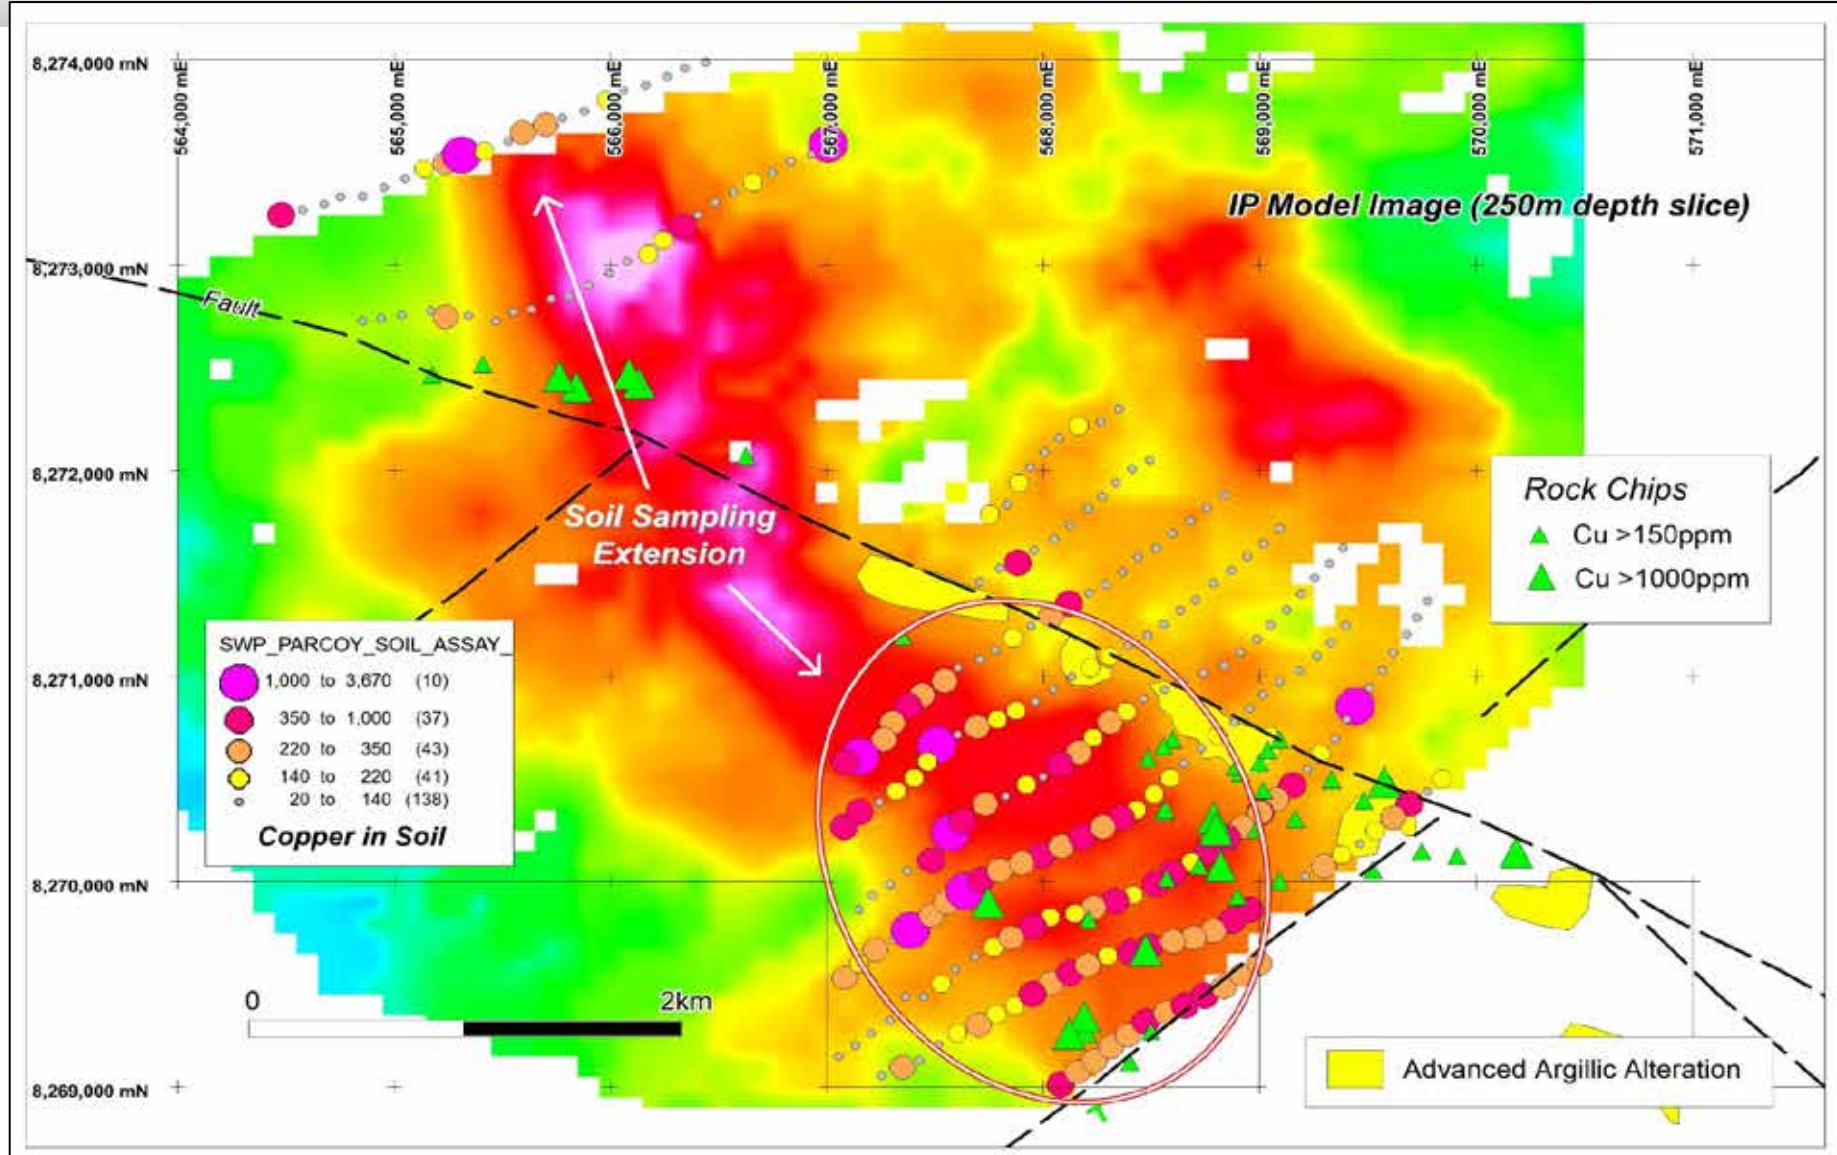 8,274,000 mN
8,273,000 mN
8,272,000 mN
8,271,000 mN
8,270,000 mN
8,269,000 mN
564,000 mE
565,000 mE
566,000 mE
567,000 mE
568,000 mE
569,000 mE
570,000 mE
571,000 mE
IP Model Image (250m depth slice)
Fault
Soil Sampling
Extension
Rock Chips
Cu >150ppm
Cu >1000ppm
SWP_PARCOY_SOIL_ASSAY_
1,000 to 3,670 (10)
350 to 1,000 (37)
220 to 350 (43)
140 to 220 (41)
20 to 140 (138)
Copper in Soil
0 2km
Advanced Argillic Alteration